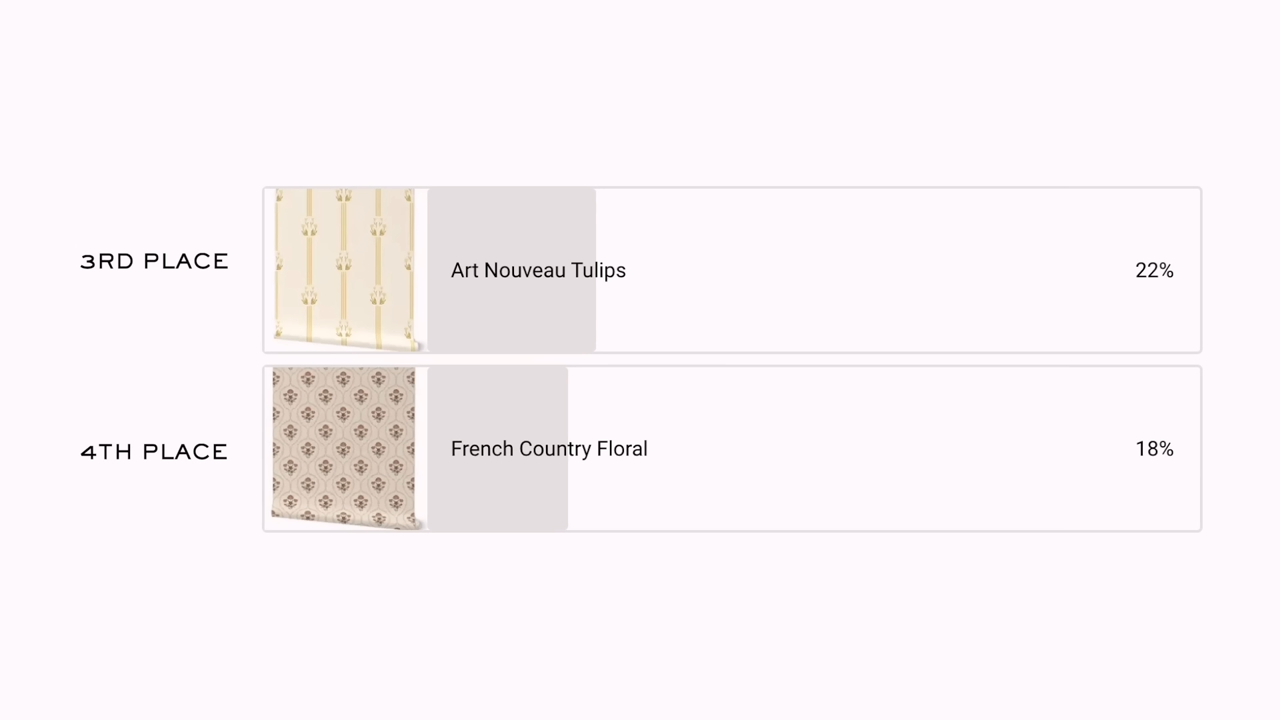 3RD PLACE
Art Nouveau Tulips
22%
4TH PLACE
French Country Floral
18%